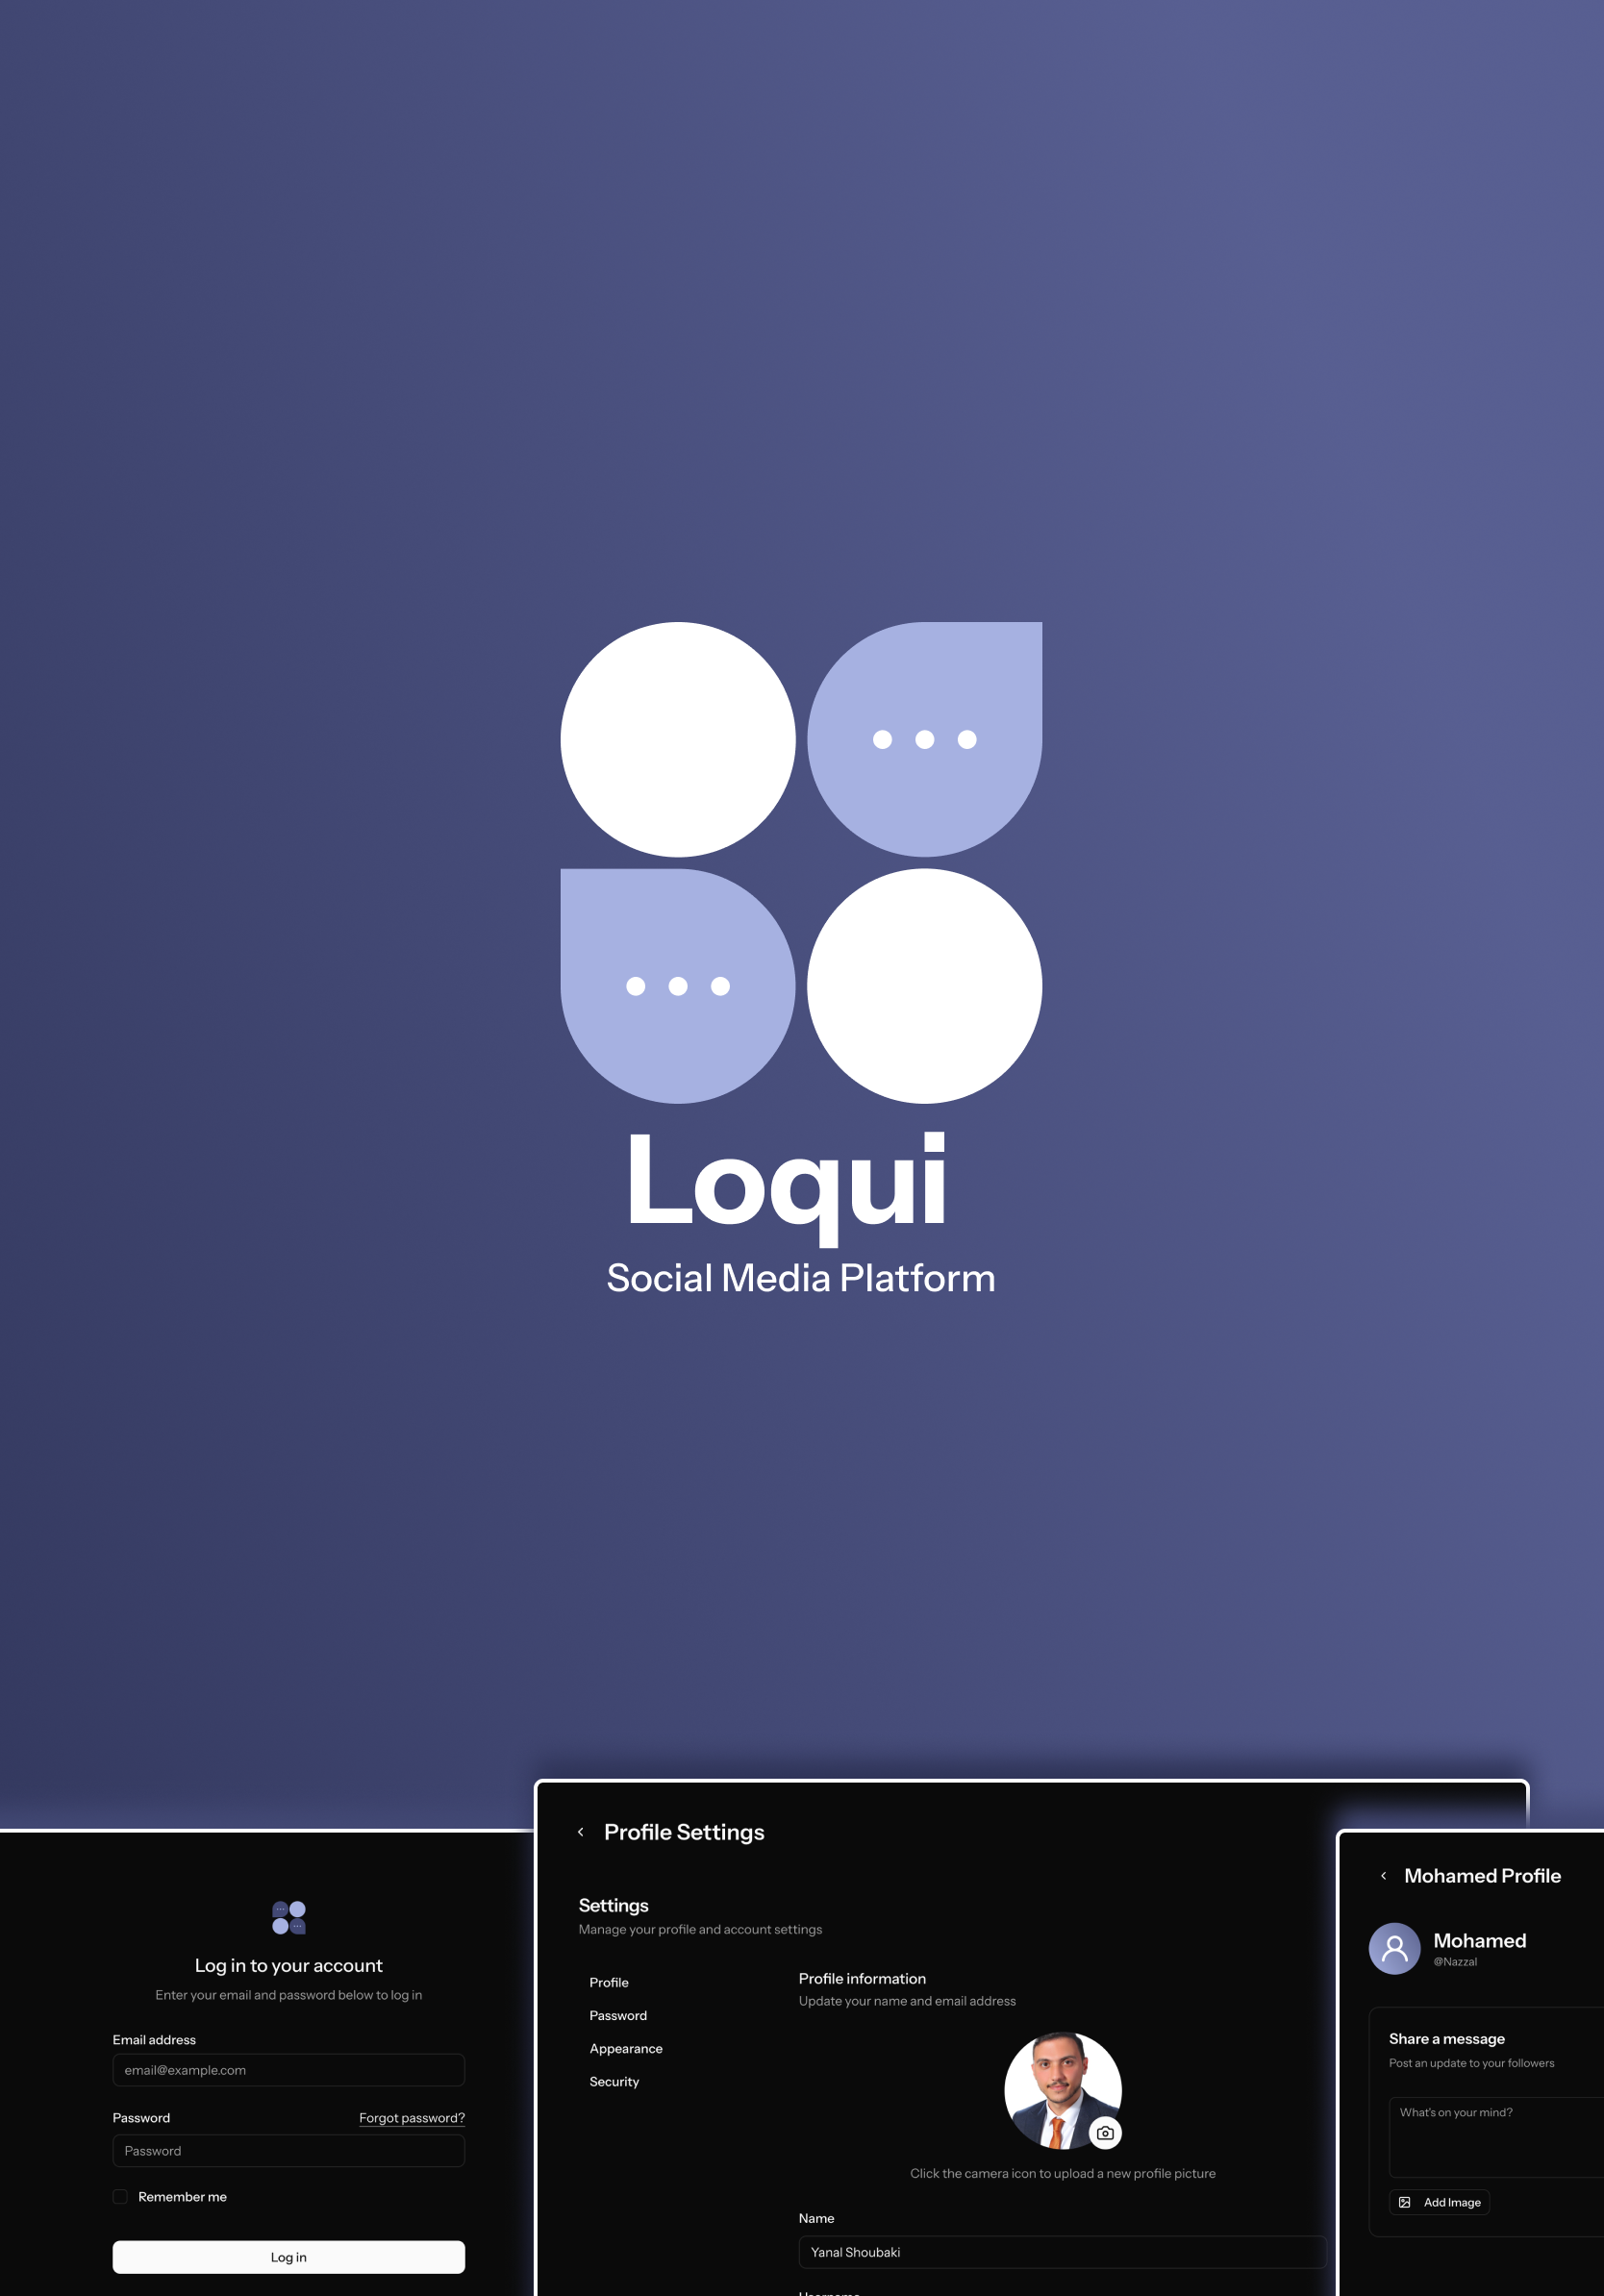 Loqui
Social Media Platform
Log in to your account
Enter your email and password below to log in
Email address
email@example.com
Password
Forgot password?
Password
Remember me
Log in
Profile Settings
Settings
Manage your profile and account settings
Profile
Password
Appearance
Security
Profile information
Update your name and email address
Click the camera icon to upload a new profile picture
Name
Yanal Shoubaki
Mohamed Profile
Mohamed
@Nazzal
Share a message
Post an update to your followers
What's on your mind?
Add Image